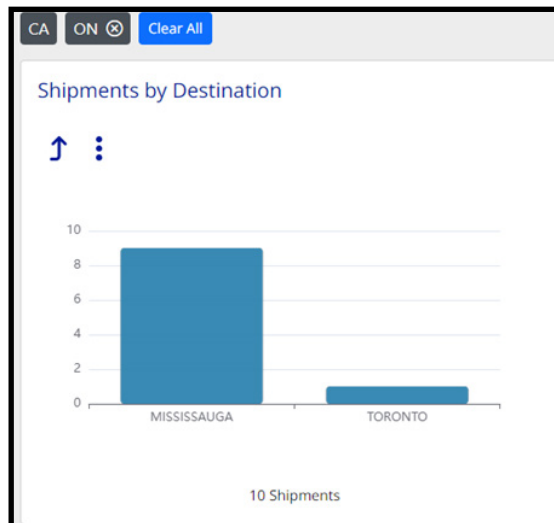 CA ON Clear All
Shipments by Destination
10
8
6
4
2
0
MISSISSAUGA TORONTO
10 Shipments